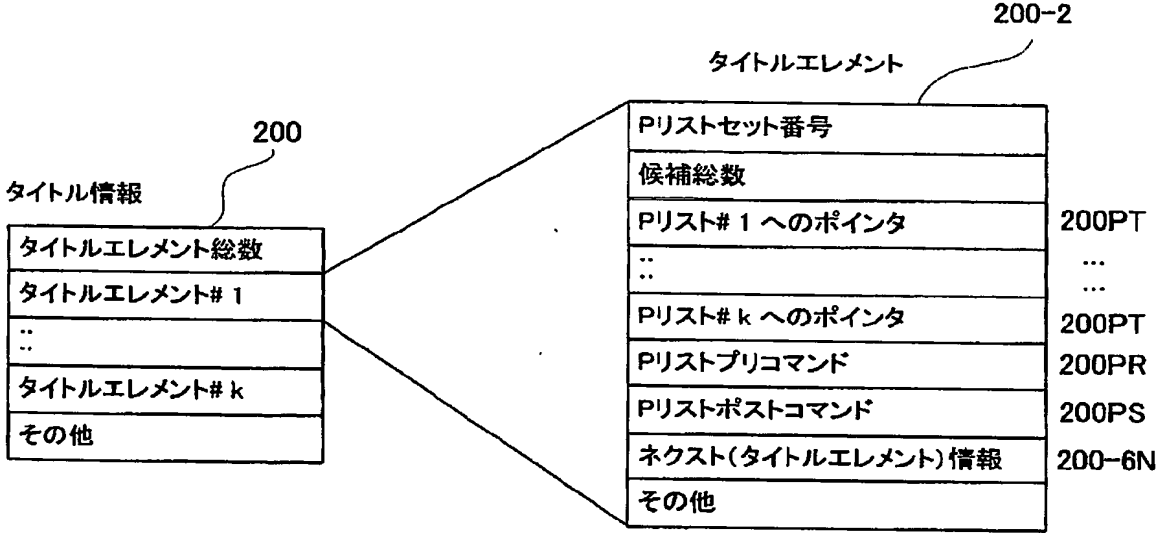 200-2
タイトルエレメント
200
タイトル情報
タイトルエレメント総数
タイトルエレメント# 1
::
タイトルエレメント# k
その他
Pリストセット番号
候補総数
Pリスト# 1 へのポインタ 200PT
:: ...
...
Pリスト# k へのポインタ 200PT
Pリストプリコマンド 200PR
Pリストポストコマンド 200PS
ネクスト(タイトルエレメント)情報 200-6N
その他